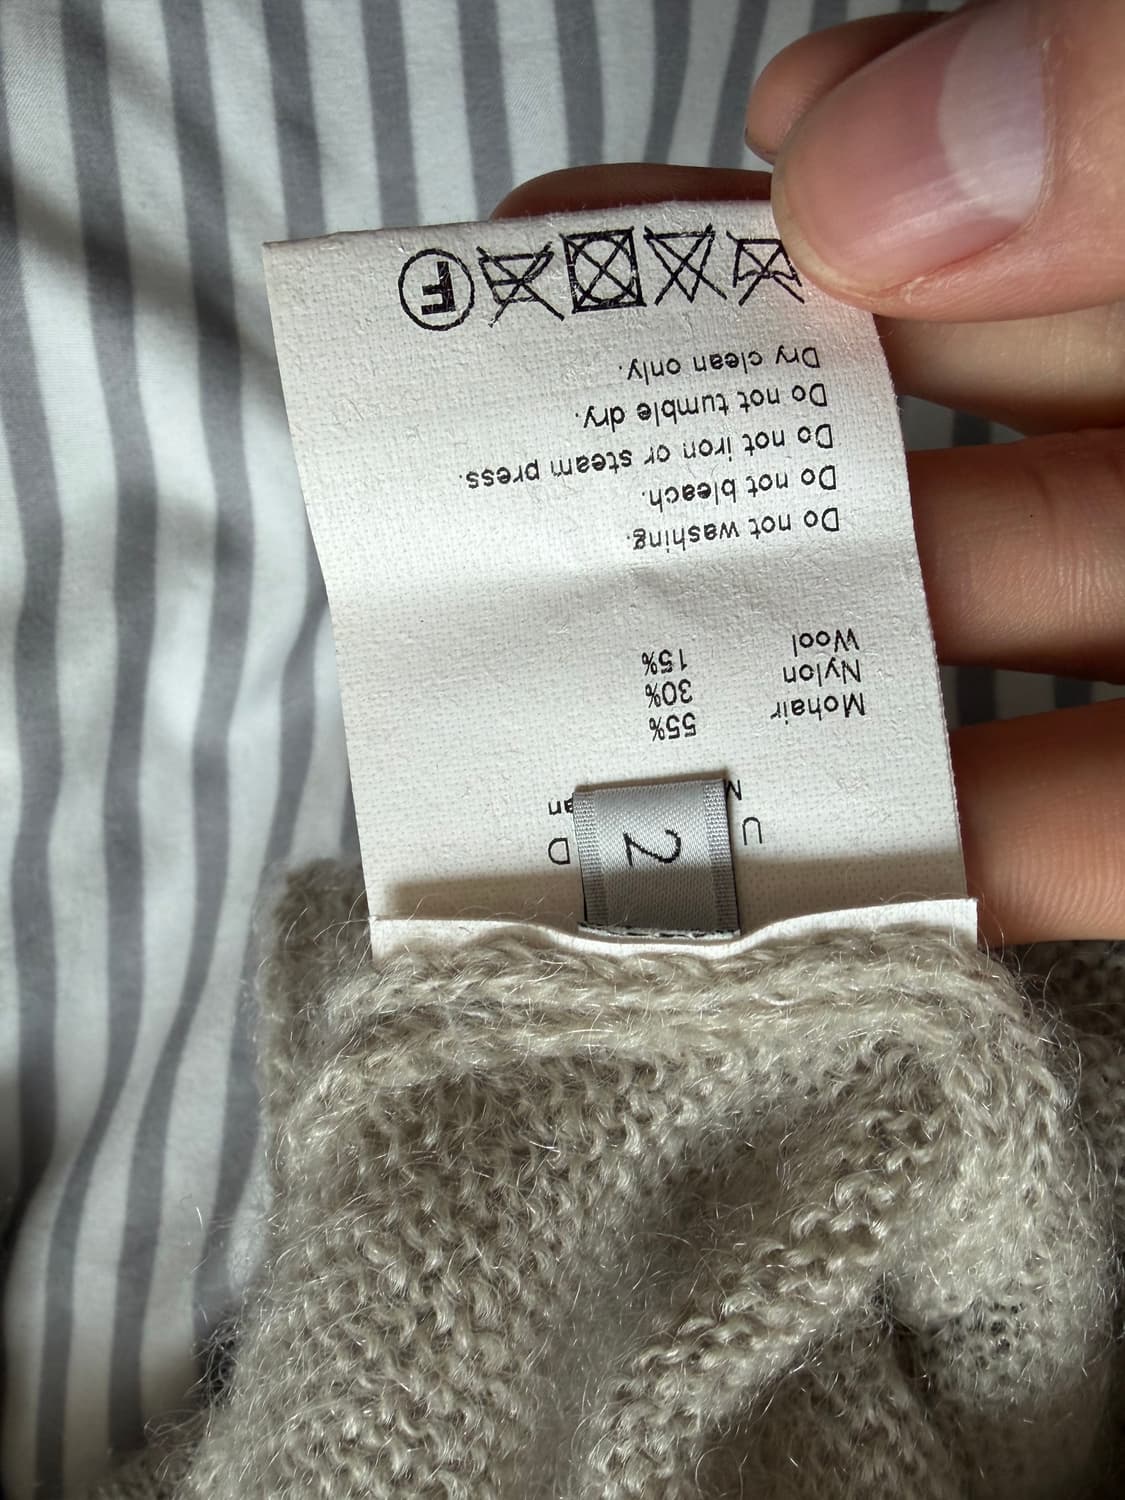 2
U D
Mohair 55%
Nylon 30%
Wool 15%
Do not washing.
Do not bleach.
Do not iron or steam press.
Do not tumble dry.
Dry clean only.
F